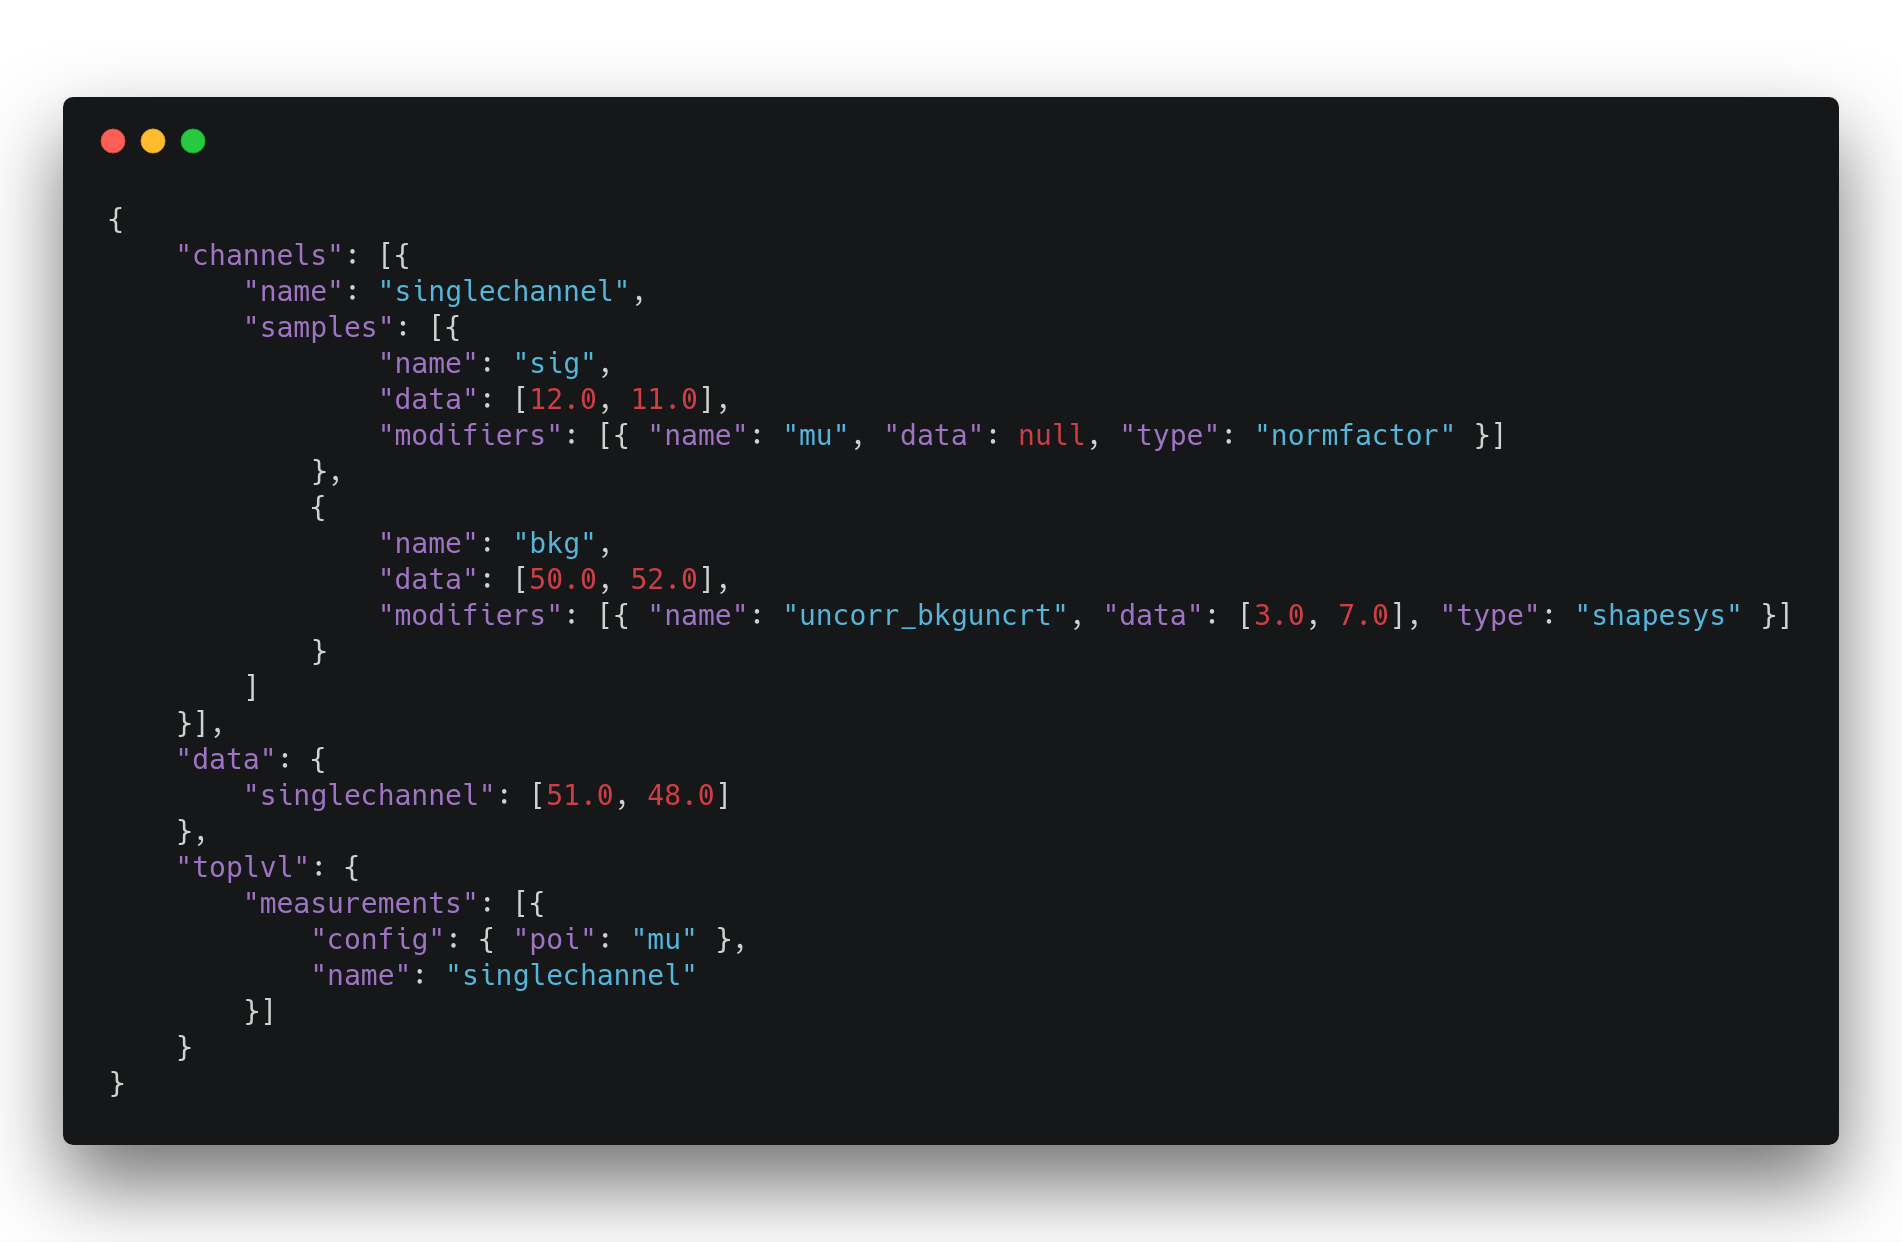 {
    "channels": [{
        "name": "singlechannel",
        "samples": [{
                "name": "sig",
                "data": [12.0, 11.0],
                "modifiers": [{ "name": "mu", "data": null, "type": "normfactor" }]
            },
            {
                "name": "bkg",
                "data": [50.0, 52.0],
                "modifiers": [{ "name": "uncorr_bkguncrt", "data": [3.0, 7.0], "type": "shapesys" }]
            }
        ]
    }],
    "data": {
        "singlechannel": [51.0, 48.0]
    },
    "toplvl": {
        "measurements": [{
            "config": { "poi": "mu" },
            "name": "singlechannel"
        }]
    }
}